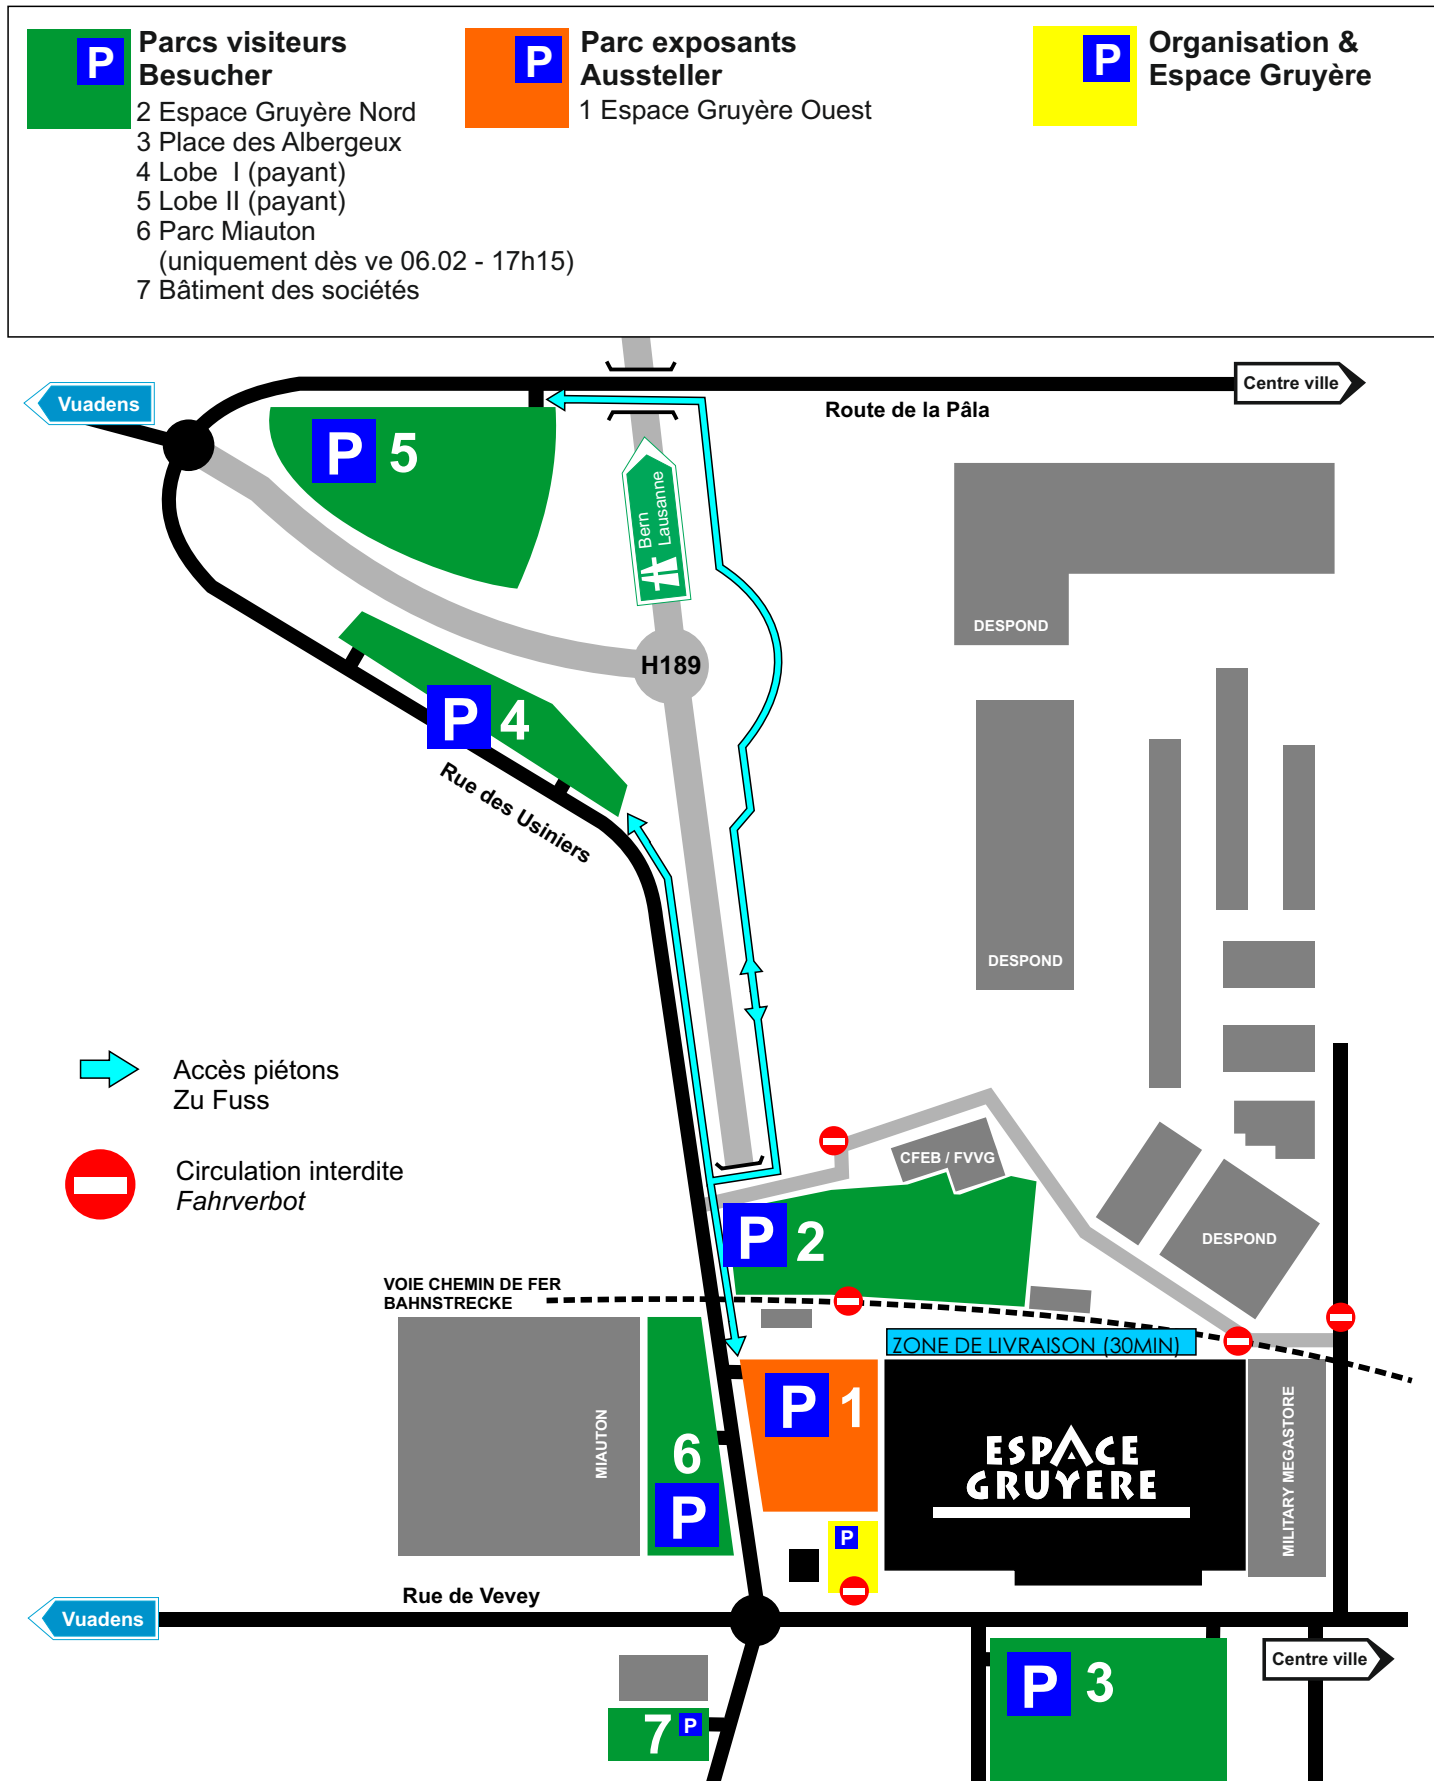 P
Parcs visiteurs
Besucher
2 Espace Gruyère Nord
3 Place des Albergeux
4 Lobe  I (payant)
5 Lobe II (payant)
6 Parc Miauton
(uniquement dès ve 06.02 - 17h15)
7 Bâtiment des sociétés
P
Parc exposants
Aussteller
1 Espace Gruyère Ouest
P
Organisation &
Espace Gruyère
Vuadens
Centre ville
Route de la Pâla
P 5
Bern
Lausanne
DESPOND
H189
P 4
Rue des Usiniers
DESPOND
Accès piétons
Zu Fuss
Circulation interdite
Fahrverbot
CFEB / FVVG
P 2
DESPOND
VOIE CHEMIN DE FER
BAHNSTRECKE
ZONE DE LIVRAISON (30MIN)
P 1
MIAUTON
6
P
ESPACE
GRUYERE
MILITARY MEGASTORE
P
Rue de Vevey
Vuadens
Centre ville
P 3
7 P